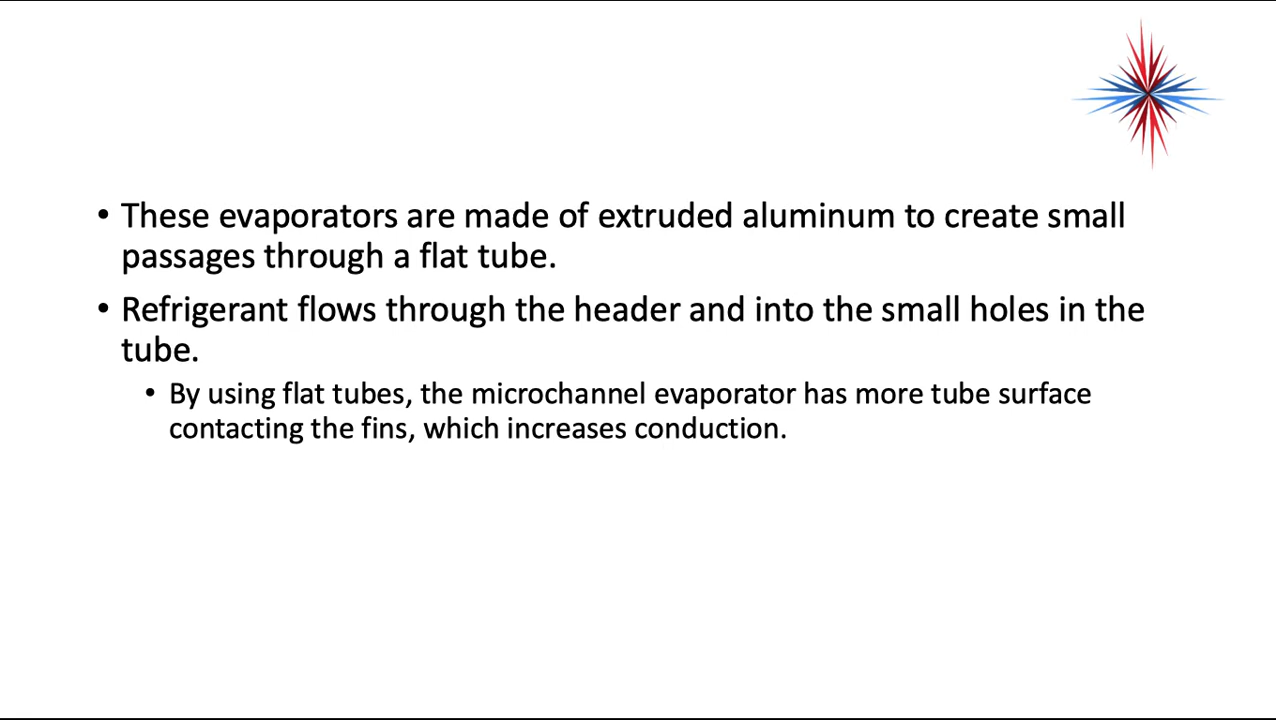 • These evaporators are made of extruded aluminum to create small
passages through a flat tube.
• Refrigerant flows through the header and into the small holes in the
tube.
• By using flat tubes, the microchannel evaporator has more tube surface
contacting the fins, which increases conduction.